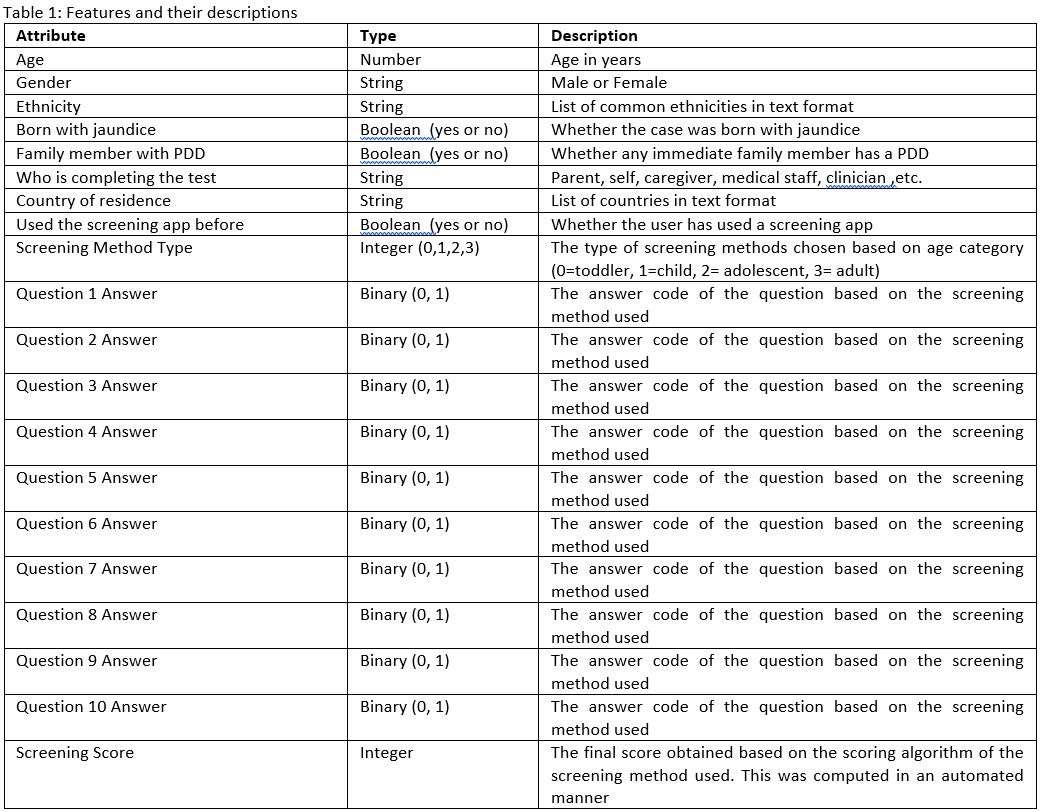 Table 1: Features and their descriptions
Attribute Type Description
Age Number Age in years
Gender String Male or Female
Ethnicity String List of common ethnicities in text format
Born with jaundice Boolean (yes or no) Whether the case was born with jaundice
Family member with PDD Boolean (yes or no) Whether any immediate family member has a PDD
Who is completing the test String Parent, self, caregiver, medical staff, clinician ,etc.
Country of residence String List of countries in text format
Used the screening app before Boolean (yes or no) Whether the user has used a screening app
Screening Method Type Integer (0,1,2,3) The type of screening methods chosen based on age category
(0=toddler, 1=child, 2= adolescent, 3= adult)
Question 1 Answer Binary (0, 1) The answer code of the question based on the screening
method used
Question 2 Answer Binary (0, 1) The answer code of the question based on the screening
method used
Question 3 Answer Binary (0, 1) The answer code of the question based on the screening
method used
Question 4 Answer Binary (0, 1) The answer code of the question based on the screening
method used
Question 5 Answer Binary (0, 1) The answer code of the question based on the screening
method used
Question 6 Answer Binary (0, 1) The answer code of the question based on the screening
method used
Question 7 Answer Binary (0, 1) The answer code of the question based on the screening
method used
Question 8 Answer Binary (0, 1) The answer code of the question based on the screening
method used
Question 9 Answer Binary (0, 1) The answer code of the question based on the screening
method used
Question 10 Answer Binary (0, 1) The answer code of the question based on the screening
method used
Screening Score Integer The final score obtained based on the scoring algorithm of the
screening method used. This was computed in an automated
manner